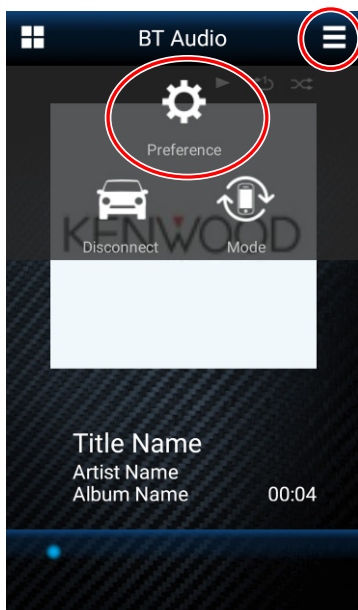 BT Audio
Preference
Disconnect Mode
KENWOOD
Title Name
Artist Name
Album Name 00:04